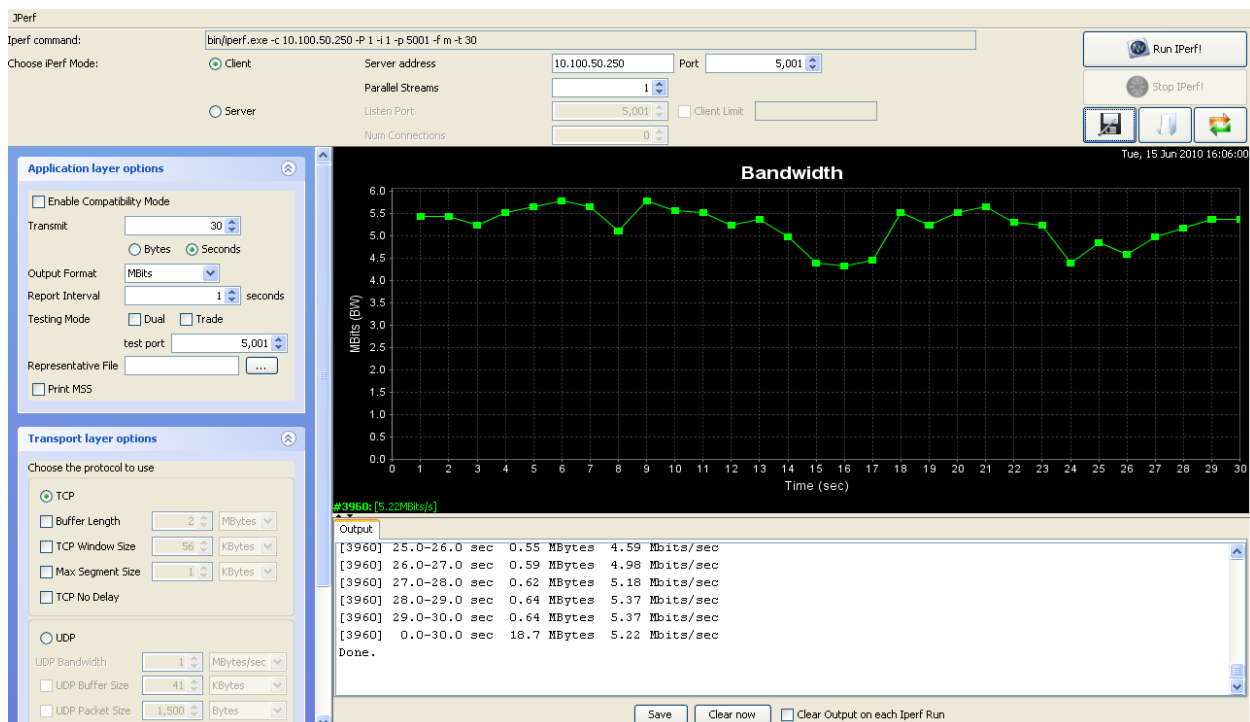 JPerf
Iperf command: bin/iperf.exe -c 10.100.50.250 -P 1 -i 1 -p 5001 -f m -t 30
Run IPerf!
Choose iPerf Mode: Client Server address 10.100.50.250 Port 5,001
Parallel Streams 1
Stop IPerf!
Server Listen Port 5,001 Client Limit
Num Connections 0
Application layer options
Enable Compatibility Mode
Transmit 30
Bytes Seconds
Output Format MBits
Report Interval 1 seconds
Testing Mode Dual Trade
test port 5,001
Representative File ...
Print MSS
Transport layer options
Choose the protocol to use
TCP
Buffer Length 2 MBytes
TCP Window Size 56 KBytes
Max Segment Size 1 KBytes
TCP No Delay
UDP
UDP Bandwidth 1 MBytes/sec
UDP Buffer Size 41 KBytes
UDP Packet Size 1,500 Bytes
Tue, 15 Jun 2010 16:06:00
Bandwidth
MBits (BW)
6.0
5.5
5.0
4.5
4.0
3.5
3.0
2.5
2.0
1.5
1.0
0.5
0.0
0 1 2 3 4 5 6 7 8 9 10 11 12 13 14 15 16 17 18 19 20 21 22 23 24 25 26 27 28 29 30
Time (sec)
#3960: [5.22MBits/s]
Output
[3960] 25.0-26.0 sec 0.55 MBytes 4.59 Mbits/sec
[3960] 26.0-27.0 sec 0.59 MBytes 4.98 Mbits/sec
[3960] 27.0-28.0 sec 0.62 MBytes 5.18 Mbits/sec
[3960] 28.0-29.0 sec 0.64 MBytes 5.37 Mbits/sec
[3960] 29.0-30.0 sec 0.64 MBytes 5.37 Mbits/sec
[3960] 0.0-30.0 sec 18.7 MBytes 5.22 Mbits/sec
Done.
Save Clear now Clear Output on each Iperf Run